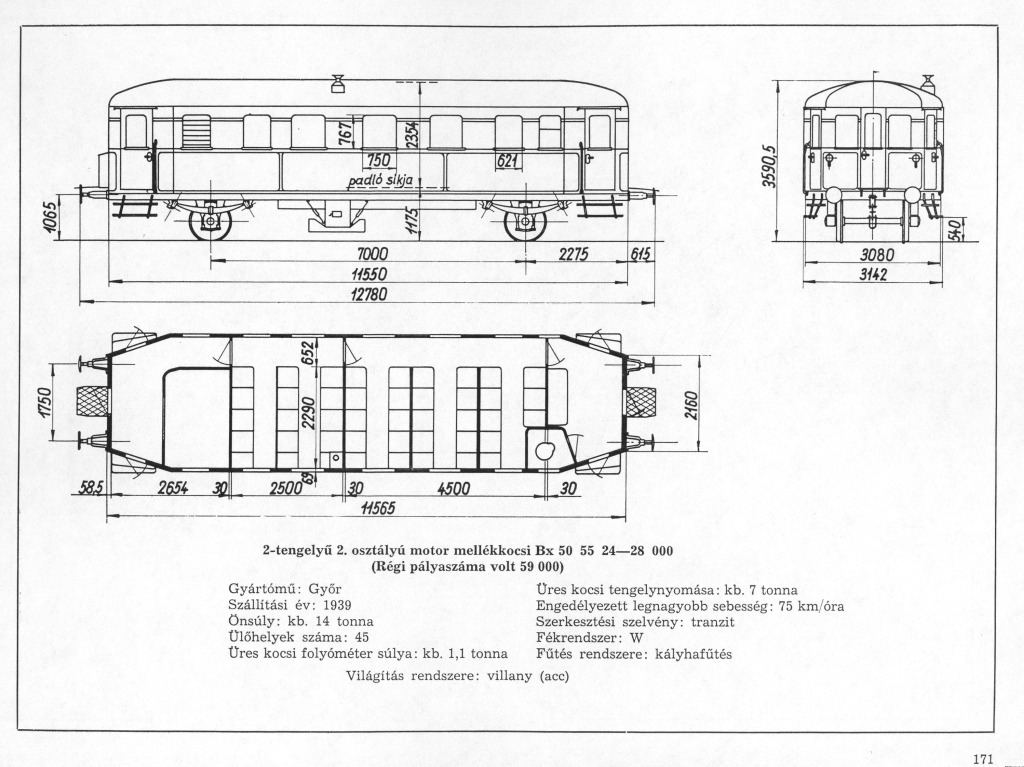 767
2354
750
621
padló síkja
1065
1175
7000
2275
615
11550
12780
3590,5
540
3080
3142
652
1750
2290
2160
69
58,5
2654
30
2500
30
4500
30
11565
2-tengelyű 2. osztályú motor mellékkocsi Bx 50 55 24—28 000
(Régi pályaszáma volt 59 000)
Gyártómű: Győr
Szállítási év: 1939
Önsúly: kb. 14 tonna
Ülőhelyek száma: 45
Üres kocsi folyóméter súlya: kb. 1,1 tonna
Üres kocsi tengelynyomása: kb. 7 tonna
Engedélyezett legnagyobb sebesség: 75 km/óra
Szerkesztési szelvény: tranzit
Fékrendszer: W
Fűtés rendszere: kályhafűtés
Világítás rendszere: villany (acc)
171